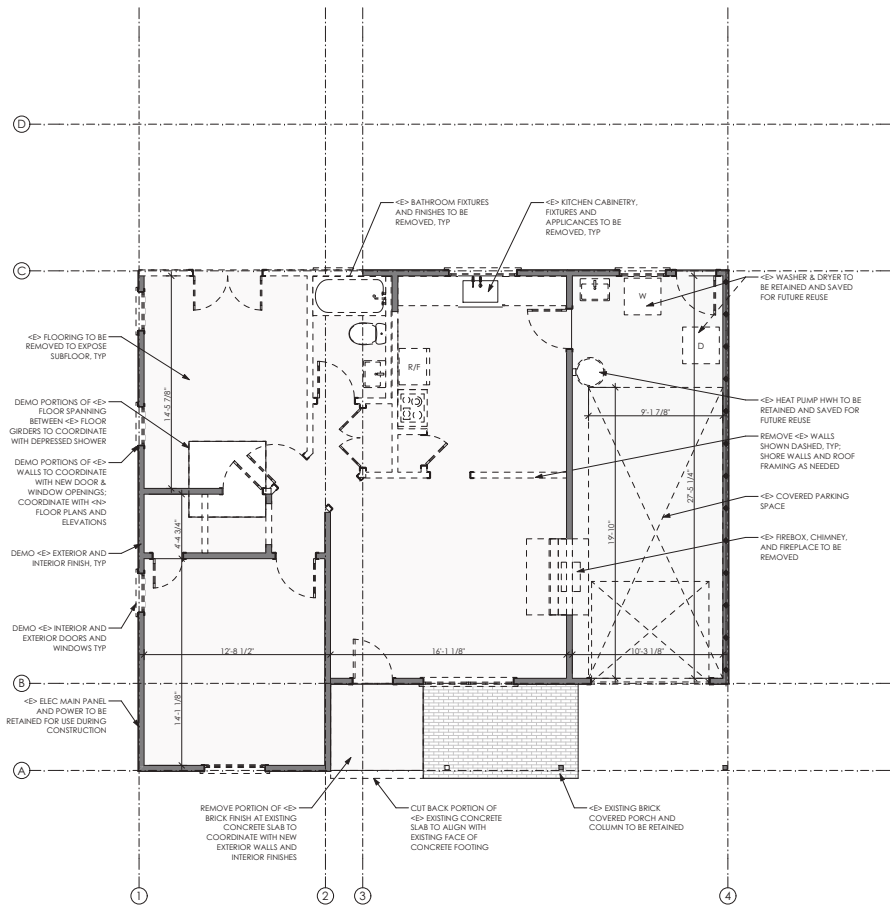 D
<E> BATHROOM FIXTURES
AND FINISHES TO BE
REMOVED, TYP
<E> KITCHEN CABINETRY,
FIXTURES AND
APPLICANCES TO BE
REMOVED, TYP
C
<E> WASHER & DRYER TO
BE RETAINED AND SAVED
FOR FUTURE REUSE
W
D
<E> FLOORING TO BE
REMOVED TO EXPOSE
SUBFLOOR, TYP
R/F
14'-5 7/8"
DEMO PORTIONS OF <E>
FLOOR SPANNING
BETWEEN <E> FLOOR
GIRDERS TO COORDINATE
WITH DEPRESSED SHOWER
<E> HEAT PUMP HWH TO BE
RETAINED AND SAVED FOR
FUTURE REUSE
9'-1 7/8"
REMOVE <E> WALLS
SHOWN DASHED, TYP;
SHORE WALLS AND ROOF
FRAMING AS NEEDED
DEMO PORTIONS OF <E>
WALLS TO COORDINATE
WITH NEW DOOR &
WINDOW OPENINGS;
COORDINATE WITH <N>
FLOOR PLANS AND
ELEVATIONS
27'-5 1/4"
<E> COVERED PARKING
SPACE
4'-4 3/4"
19'-10"
DEMO <E> EXTERIOR AND
INTERIOR FINISH, TYP
<E> FIREBOX, CHIMNEY,
AND FIREPLACE TO BE
REMOVED
DEMO <E> INTERIOR AND
EXTERIOR DOORS AND
WINDOWS TYP
12'-8 1/2"
16'-1 1/8"
10'-3 1/8"
B
<E> ELEC MAIN PANEL
AND POWER TO BE
RETAINED FOR USE DURING
CONSTRUCTION
14'-1 1/8"
A
REMOVE PORTION OF <E>
BRICK FINISH AT EXISTING
CONCRETE SLAB TO
COORDINATE WITH NEW
EXTERIOR WALLS AND
INTERIOR FINISHES
CUT BACK PORTION OF
<E> EXISTING CONCRETE
SLAB TO ALIGN WITH
EXISTING FACE OF
CONCRETE FOOTING
<E> EXISTING BRICK
COVERED PORCH AND
COLUMN TO BE RETAINED
1
2
3
4